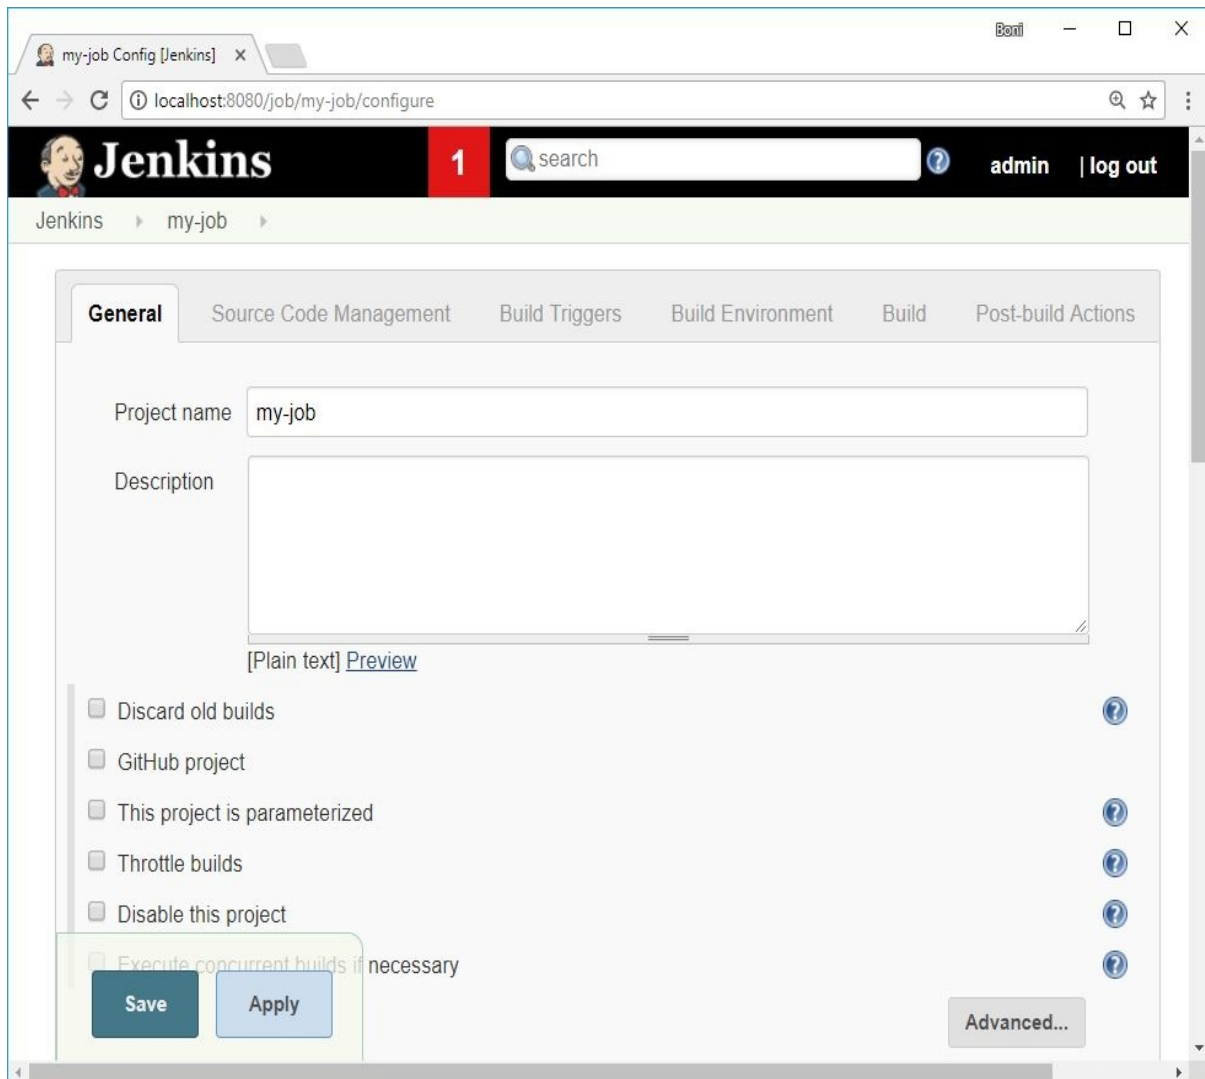 Boni
my-job Config [Jenkins]
localhost:8080/job/my-job/configure
Jenkins 1 search admin | log out
Jenkins my-job
General Source Code Management Build Triggers Build Environment Build Post-build Actions
Project name my-job
Description
[Plain text] Preview
Discard old builds
GitHub project
This project is parameterized
Throttle builds
Disable this project
Execute concurrent builds if necessary
Save Apply
Advanced...